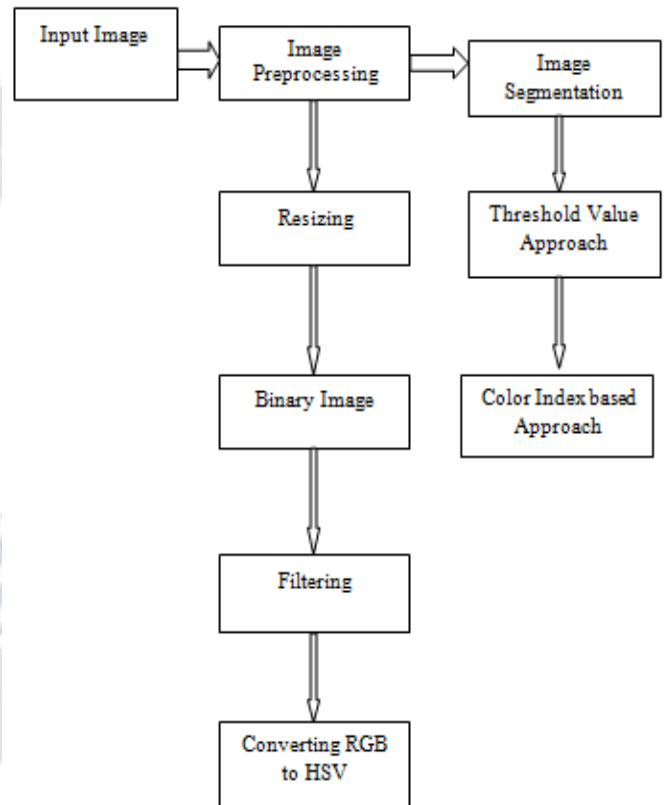 Input Image
Image
Preprocessing
Image
Segmentation
Resizing
Threshold Value
Approach
Binary Image
Color Index based
Approach
Filtering
Converting RGB
to HSV